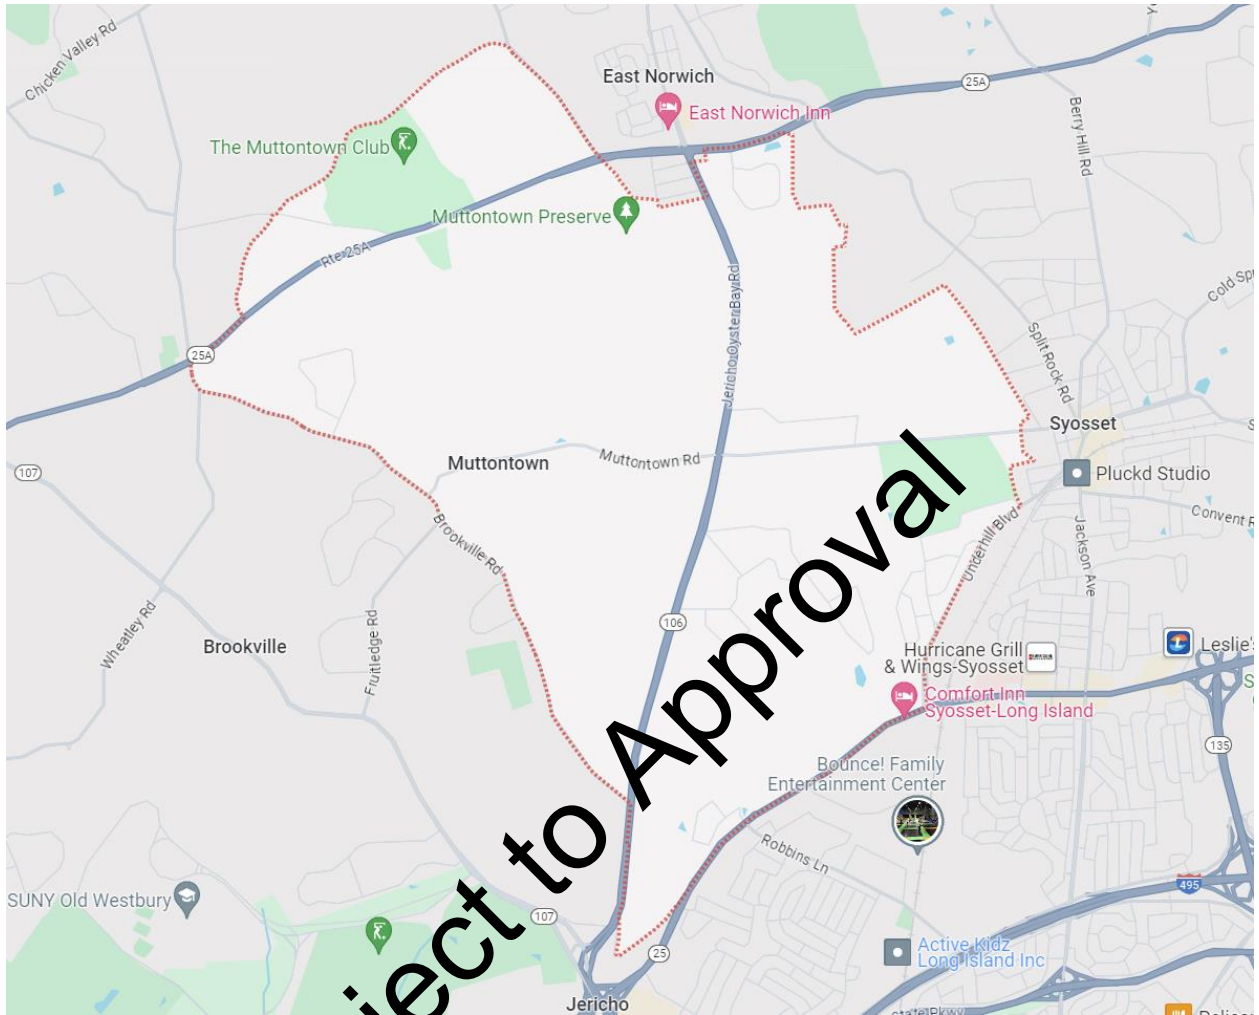 Chicken Valley Rd
East Norwich
East Norwich Inn
25A
Berry Hill Rd
The Muttontown Club
Muttontown Preserve
Rte 25A
Jericho Oyster Bay Rd
Split Rock Rd
25A
Syosset
107
Muttontown
Muttontown Rd
Pluckd Studio
Underhill Blvd
Brookville Rd
Jackson Ave
Wheatley Rd
Brookville
Fruitledge Rd
106
Hurricane Grill
& Wings-Syosset
Leslie's
Comfort Inn
Syosset-Long Island
135
Bounce! Family
Entertainment Center
Robbins Ln
SUNY Old Westbury
495
107
25
Active Kidz
Long Island Inc
Jericho
ject to Approval